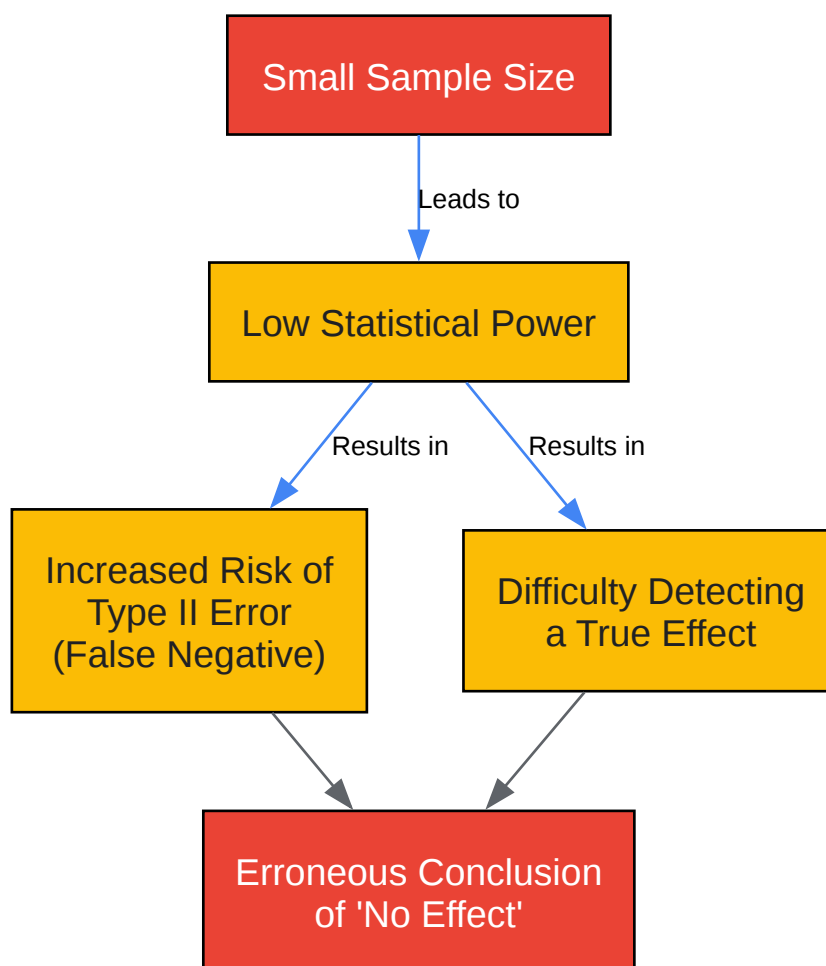 Small Sample Size
Leads to
Low Statistical Power
Results in
Results in
Increased Risk of
Type II Error
(False Negative)
Difficulty Detecting
a True Effect
Erroneous Conclusion
of 'No Effect'